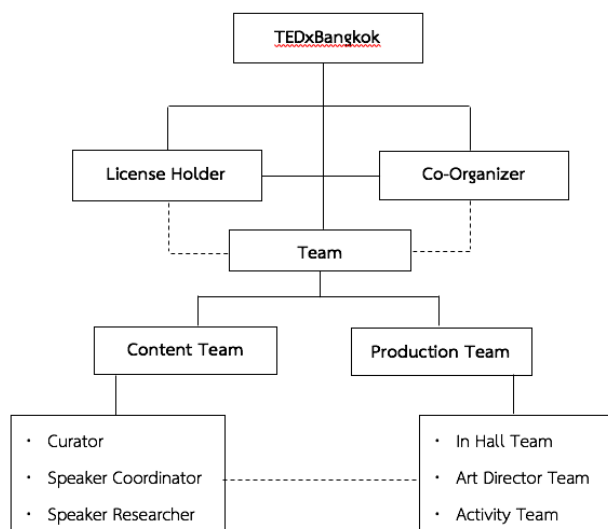 TEDxBangkok
License Holder
Co-Organizer
Team
Content Team
Production Team
· Curator
· Speaker Coordinator
· Speaker Researcher
· In Hall Team
· Art Director Team
· Activity Team